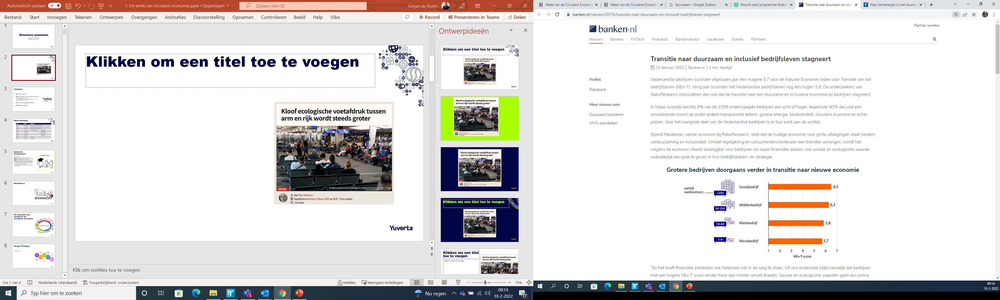 Automatisch opslaan
1. De week van circulaire economie.pptx • Opgeslagen
Zoeken (Alt+Q)
Gerjan de Ruiter
Bestand Start Invoegen Tekenen Ontwerpen Overgangen Animaties Diavoorstelling Opnemen Controleren Beeld Help Vibe
Record
Presenteren in Teams
Delen
1
Circulaire economie
2
3
Vandaag
4
Week planning
5
Opdracht
masterclass
6
Biomimicry
BIOMIMICRY
7
De toekomst van
werken in de
circulaire economie
8
Design Thinking
Klikken om een titel toe te voegen
Kloof ecologische voetafdruk tussen
arm en rijk wordt steeds groter
ECOLOGIE
Door Marc Herckmans
Gepubliceerd op Dinsdag 8 februari 2022 om 18:31 • 16 uur geleden
3 min lezen
Yuverta
Klik om notities toe te voegen
Ontwerpideeën
Klikken om een titel toe te voegen
Kloof ecologische voetafdruk tussen
arm en rijk wordt steeds groter
Yuverta
Kloof ecologische voetafdruk tussen
arm en rijk wordt steeds groter
Kloof ecologische voetafdruk tussen
arm en rijk wordt steeds groter
Yuverta
Klikken om een titel toe te voegen
Kloof ecologische voetafdruk tussen
arm en rijk wordt steeds groter
Yuverta
Klikken om een titel
toe te voegen
Kloof ecologische voetafdruk tussen
arm en rijk wordt steeds groter
Dia 2 van 8
Nederlands (standaard)
Toegankelijkheid: onderzoeken
Notities
Weergave-instellingen
79%
Typ hier om te zoeken
Nu regen
09:14
10-2-2022
17
Week van de Circulaire Econom
Week van de Circulaire Econom
duurzaam - Google Zoeken
Mourik start programma leiders
Transitie naar duurzaam en inclu
Nee, kernenergie is niet duurza
banken.nl/nieuws/23576/transitie-naar-duurzaam-en-inclusief-bedrijfsleven-stagneert
banken.nl
Partner worden
Nieuws Banken FinTech Podcasts Bankensector Vacatures Events Partners
Transitie naar duurzaam en inclusief bedrijfsleven stagneert
01 februari 2022 | Banken.nl | 2 min. leestijd
Profiel
Rabobank
Meer nieuws over
Duurzaam bankieren
MVO-activiteiten
Nederlandse bedrijven scoorden afgelopen jaar een magere 5,7 voor de Nieuwe Economie Index voor Transitie van het
bedrijfsleven (NEx-T). Vorig jaar scoorden het Nederlandse bedrijfsleven nog iets hoger: 5,8. De onderzoekers van
RaboResearch concluderen dan ook dat de transitie naar een duurzame en inclusieve economie bij bedrijven stagneert.
In totaal scoorde slechts 9% van de 1509 ondervraagde bedrijven een acht of hoger, tegenover 40% die juist een
onvoldoende scoort op onder andere transparante ketens, groene energie, biodiversiteit, circulaire econome en echte
prijzen. Voor het overgrote deel van de Nederlandse bedrijven is er dus werk aan de winkel.
Sjoerd Hardeman, senior-econoom bij RaboResearch, stelt dat de huidige economie voor grote uitdagingen staat rondom
verduurzaming en inclusiviteit. Omdat regelgeving en consumentenvoorkeuren een transitie verlangen, wordt het
volgens de econoom steeds belangijker voor bedrijven om naast financiële doelen, ook sociale en ecologische waarde
nadrukkelijk een plek te geven in hun bedrijfsdoelen- en strategie.
Grotere bedrijven doorgaans verder in transitie naar nieuwe economie
aantal
werknemers
>250 Grootbedrijf 6,5
50-250 Middenbedrijf 6,3
10-49 Kleinbedrijf 5,8
1-9 Microbedrijf 5,7
1 2 3 4 5 6 7
NEx-T-score
"En het hoeft financiële prestaties ook helemaal niet in de weg te staan. Uit ons onderzoek blijkt namelijk dat bedrijven
met een hogere NEx-T score eerder meer dan minder omzet draaien. Sociale en ecologische waarden gaan dus prima
09:14
10-2-2022